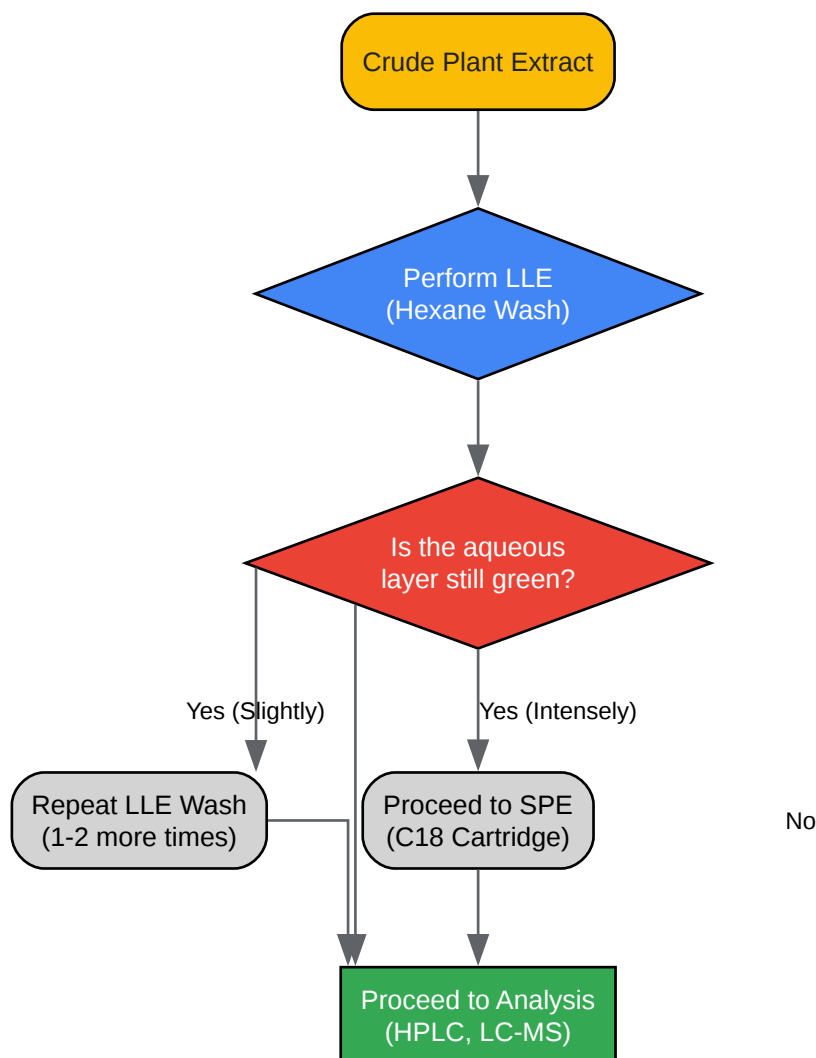 Crude Plant Extract
Perform LLE
(Hexane Wash)
Is the aqueous
layer still green?
Yes (Slightly)
Yes (Intensely)
Repeat LLE Wash
(1-2 more times)
Proceed to SPE
(C18 Cartridge)
No
Proceed to Analysis
(HPLC, LC-MS)